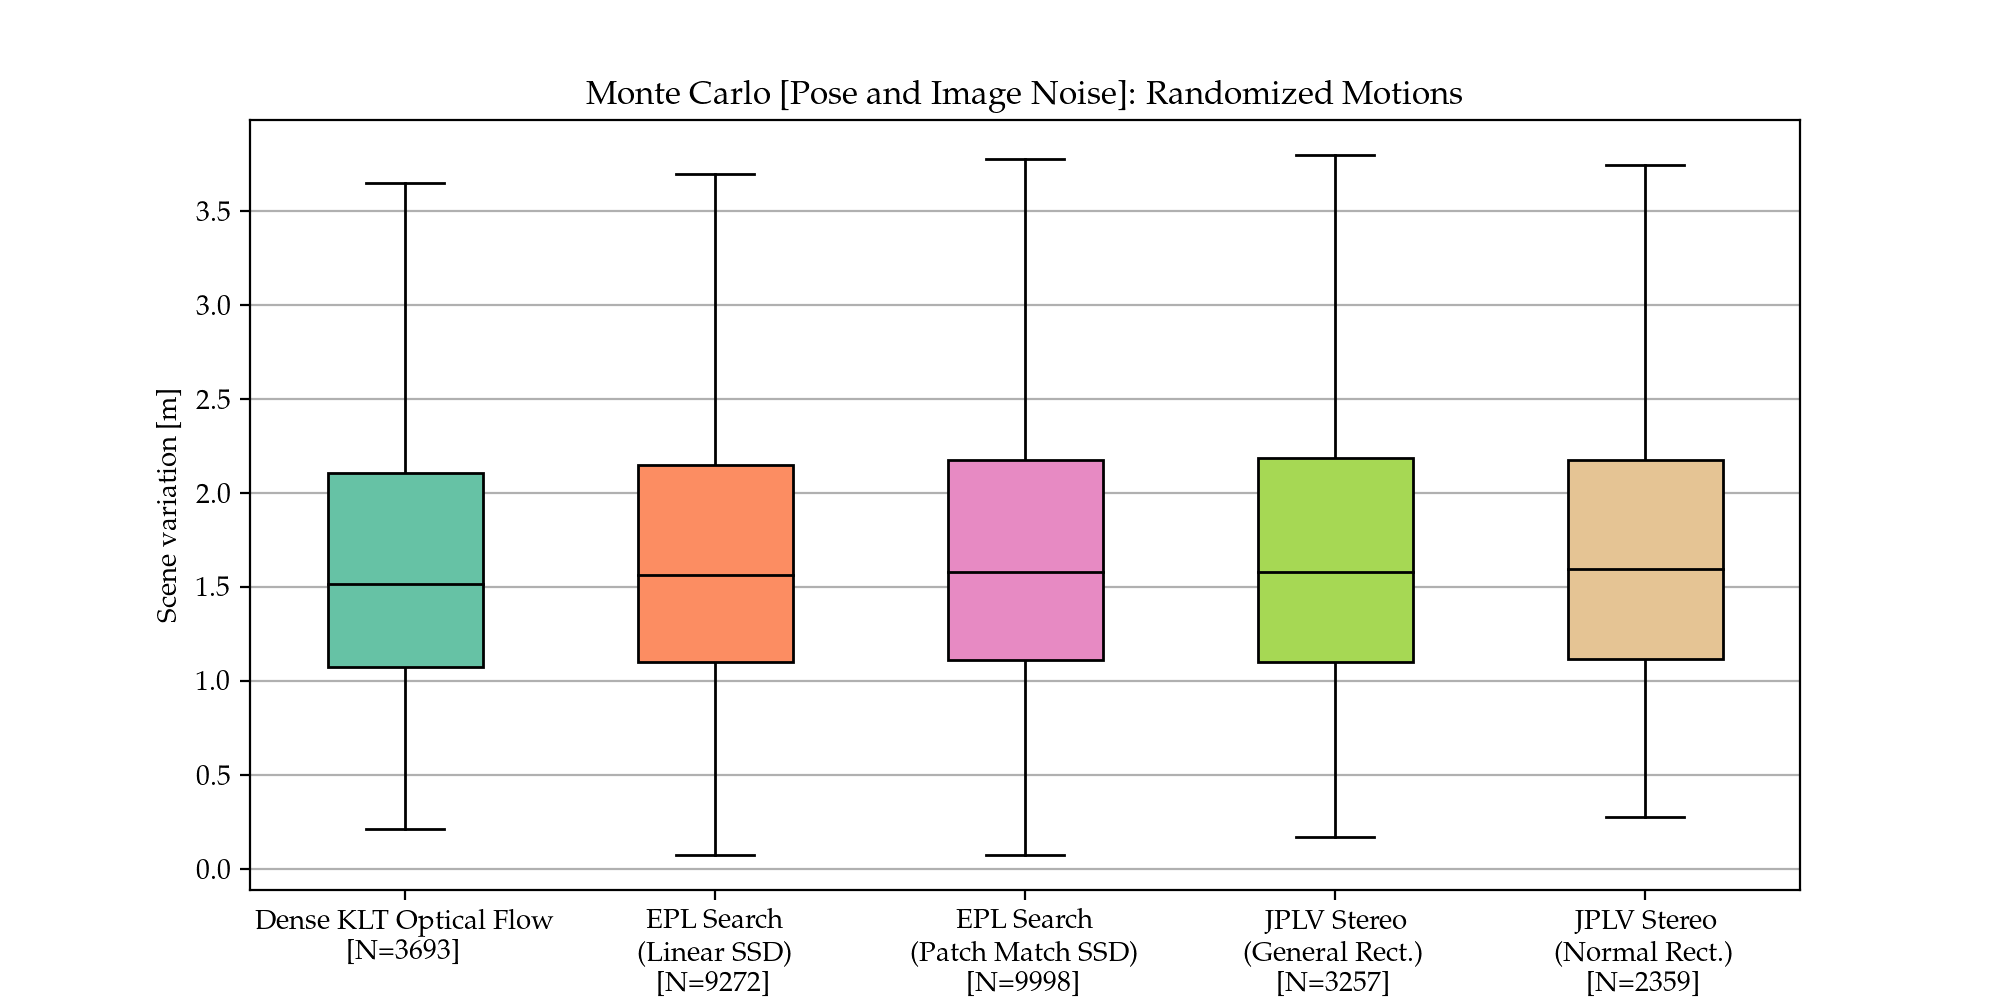 Monte Carlo [Pose and Image Noise]: Randomized Motions
Scene variation [m]
3.5
3.0
2.5
2.0
1.5
1.0
0.5
0.0
Dense KLT Optical Flow
[N=3693]
EPL Search
(Linear SSD)
[N=9272]
EPL Search
(Patch Match SSD)
[N=9998]
JPLV Stereo
(General Rect.)
[N=3257]
JPLV Stereo
(Normal Rect.)
[N=2359]